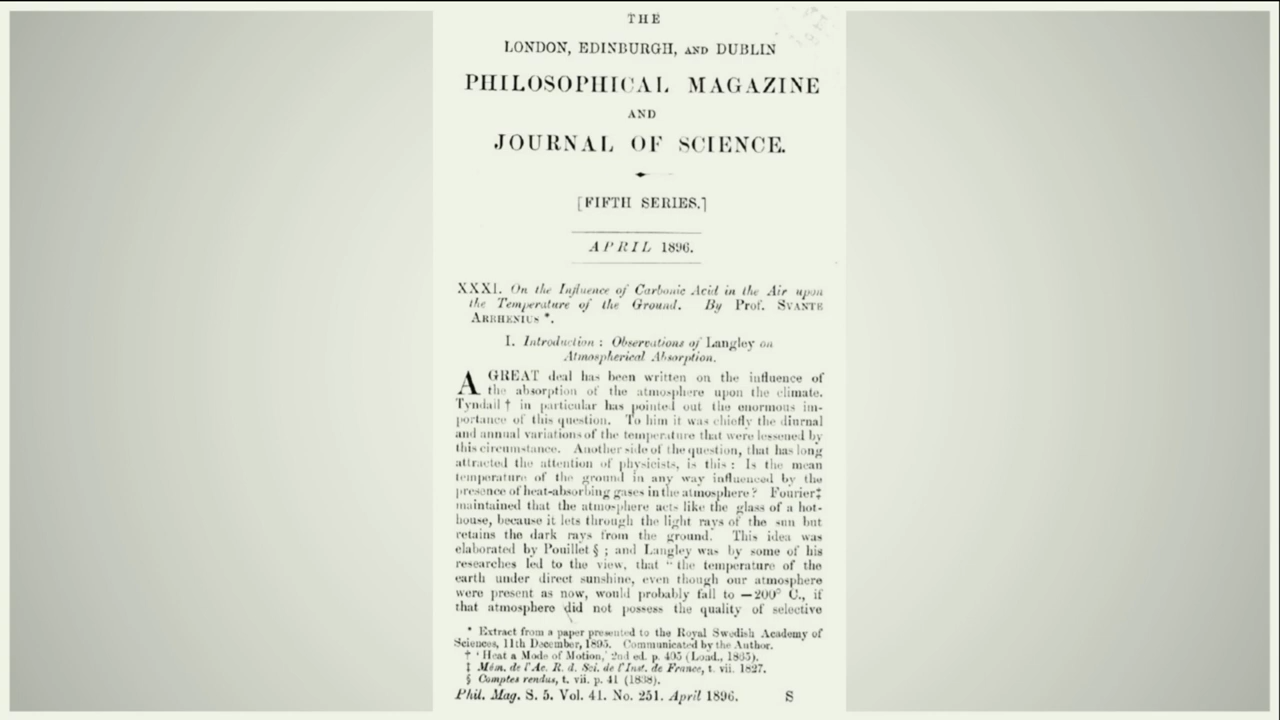 THE
LONDON, EDINBURGH, AND DUBLIN
PHILOSOPHICAL MAGAZINE
AND
JOURNAL OF SCIENCE.
[FIFTH SERIES.]
APRIL 1896.
XXXI. On the Influence of Carbonic Acid in the Air upon
the Temperature of the Ground. By Prof. SVANTE
ARRHENIUS *.
I. Introduction : Observations of Langley on
Atmospherical Absorption.
A GREAT deal has been written on the influence of
the absorption of the atmosphere upon the climate.
Tyndall † in particular has pointed out the enormous im-
portance of this question. To him it was chiefly the diurnal
and annual variations of the temperature that were lessened by
this circumstance. Another side of the question, that has long
attracted the attention of physicists, is this : Is the mean
temperature of the ground in any way influenced by the
presence of heat-absorbing gases in the atmosphere ? Fourier‡
maintained that the atmosphere acts like the glass of a hot-
house, because it lets through the light rays of the sun but
retains the dark rays from the ground. This idea was
elaborated by Pouillet § ; and Langley was by some of his
researches led to the view, that " the temperature of the
earth under direct sunshine, even though our atmosphere
were present as now, would probably fall to —200° C., if
that atmosphere did not possess the quality of selective
* Extract from a paper presented to the Royal Swedish Academy of
Sciences, 11th December, 1895. Communicated by the Author.
† ' Heat a Mode of Motion,' 2nd ed. p. 405 (Lond., 1865).
‡ Mém. de l'Ac. R. d. Sci. de l'Inst. de France, t. vii. 1827.
§ Comptes rendus, t. vii. p. 41 (1838).
Phil. Mag. S. 5. Vol. 41. No. 251. April 1896. S